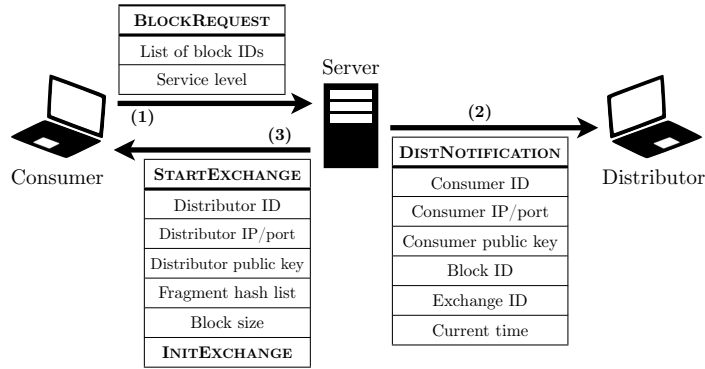 BLOCKREQUEST
List of block IDs
Service level
Server
(1)
(2)
(3)
Consumer
Distributor
STARTEXCHANGE
Distributor ID
Distributor IP/port
Distributor public key
Fragment hash list
Block size
INITEXCHANGE
DISTNOTIFICATION
Consumer ID
Consumer IP/port
Consumer public key
Block ID
Exchange ID
Current time